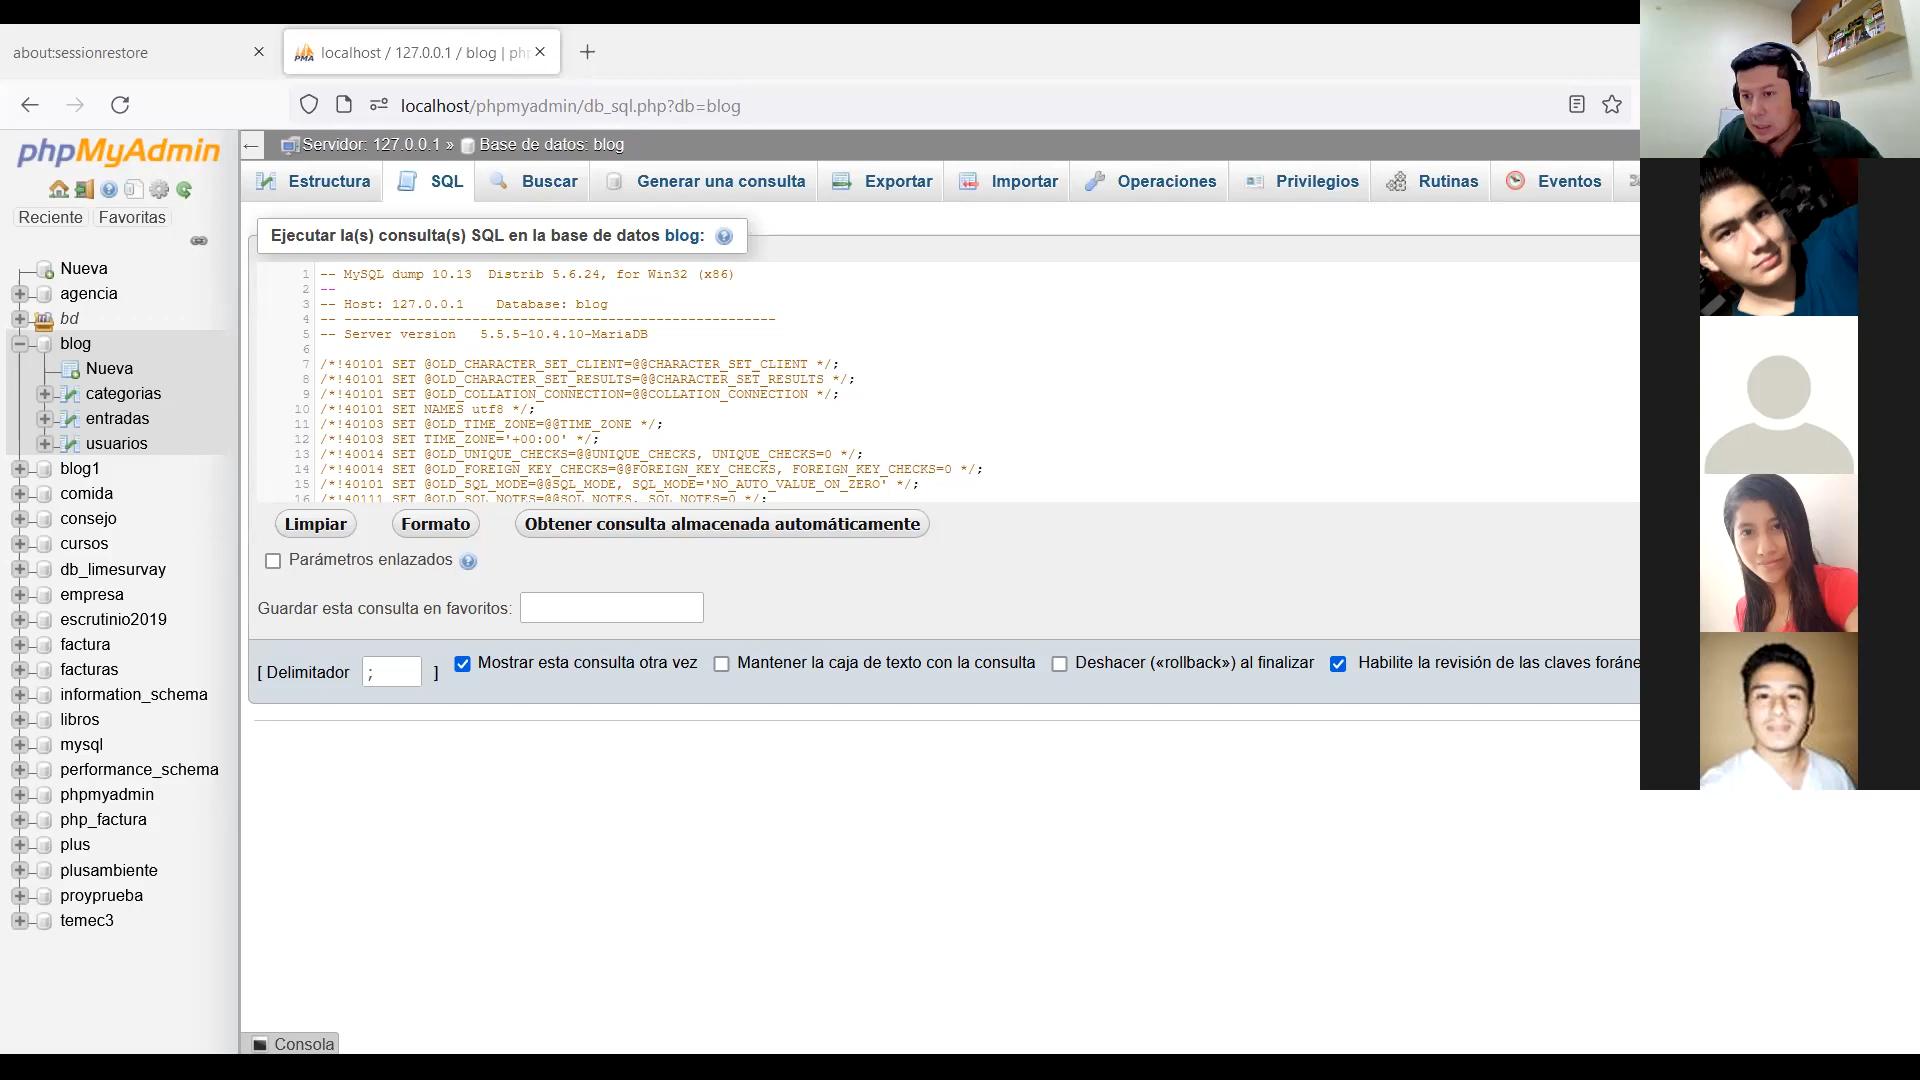 about:sessionrestore
localhost / 127.0.0.1 / blog | ph
localhost/phpmyadmin/db_sql.php?db=blog
phpMyAdmin
Reciente Favoritas
Nueva
agencia
bd
blog
Nueva
categorias
entradas
usuarios
blog1
comida
consejo
cursos
db_limesurvay
empresa
escrutinio2019
factura
facturas
information_schema
libros
mysql
performance_schema
phpmyadmin
php_factura
plus
plusambiente
proyprueba
temec3
Servidor: 127.0.0.1 » Base de datos: blog
Estructura SQL Buscar Generar una consulta Exportar Importar Operaciones Privilegios Rutinas Eventos
Ejecutar la(s) consulta(s) SQL en la base de datos blog:
1 -- MySQL dump 10.13  Distrib 5.6.24, for Win32 (x86)
2 --
3 -- Host: 127.0.0.1    Database: blog
4 -- ------------------------------------------------------
5 -- Server version   5.5.5-10.4.10-MariaDB
6
7 /*!40101 SET @OLD_CHARACTER_SET_CLIENT=@@CHARACTER_SET_CLIENT */;
8 /*!40101 SET @OLD_CHARACTER_SET_RESULTS=@@CHARACTER_SET_RESULTS */;
9 /*!40101 SET @OLD_COLLATION_CONNECTION=@@COLLATION_CONNECTION */;
10 /*!40101 SET NAMES utf8 */;
11 /*!40103 SET @OLD_TIME_ZONE=@@TIME_ZONE */;
12 /*!40103 SET TIME_ZONE='+00:00' */;
13 /*!40014 SET @OLD_UNIQUE_CHECKS=@@UNIQUE_CHECKS, UNIQUE_CHECKS=0 */;
14 /*!40014 SET @OLD_FOREIGN_KEY_CHECKS=@@FOREIGN_KEY_CHECKS, FOREIGN_KEY_CHECKS=0 */;
15 /*!40101 SET @OLD_SQL_MODE=@@SQL_MODE, SQL_MODE='NO_AUTO_VALUE_ON_ZERO' */;
16 /*!40111 SET @OLD_SQL_NOTES=@@SQL_NOTES, SQL_NOTES=0 */;
Limpiar Formato Obtener consulta almacenada automáticamente
Parámetros enlazados
Guardar esta consulta en favoritos:
[ Delimitador ; ] Mostrar esta consulta otra vez Mantener la caja de texto con la consulta Deshacer («rollback») al finalizar Habilite la revisión de las claves foráne
Consola